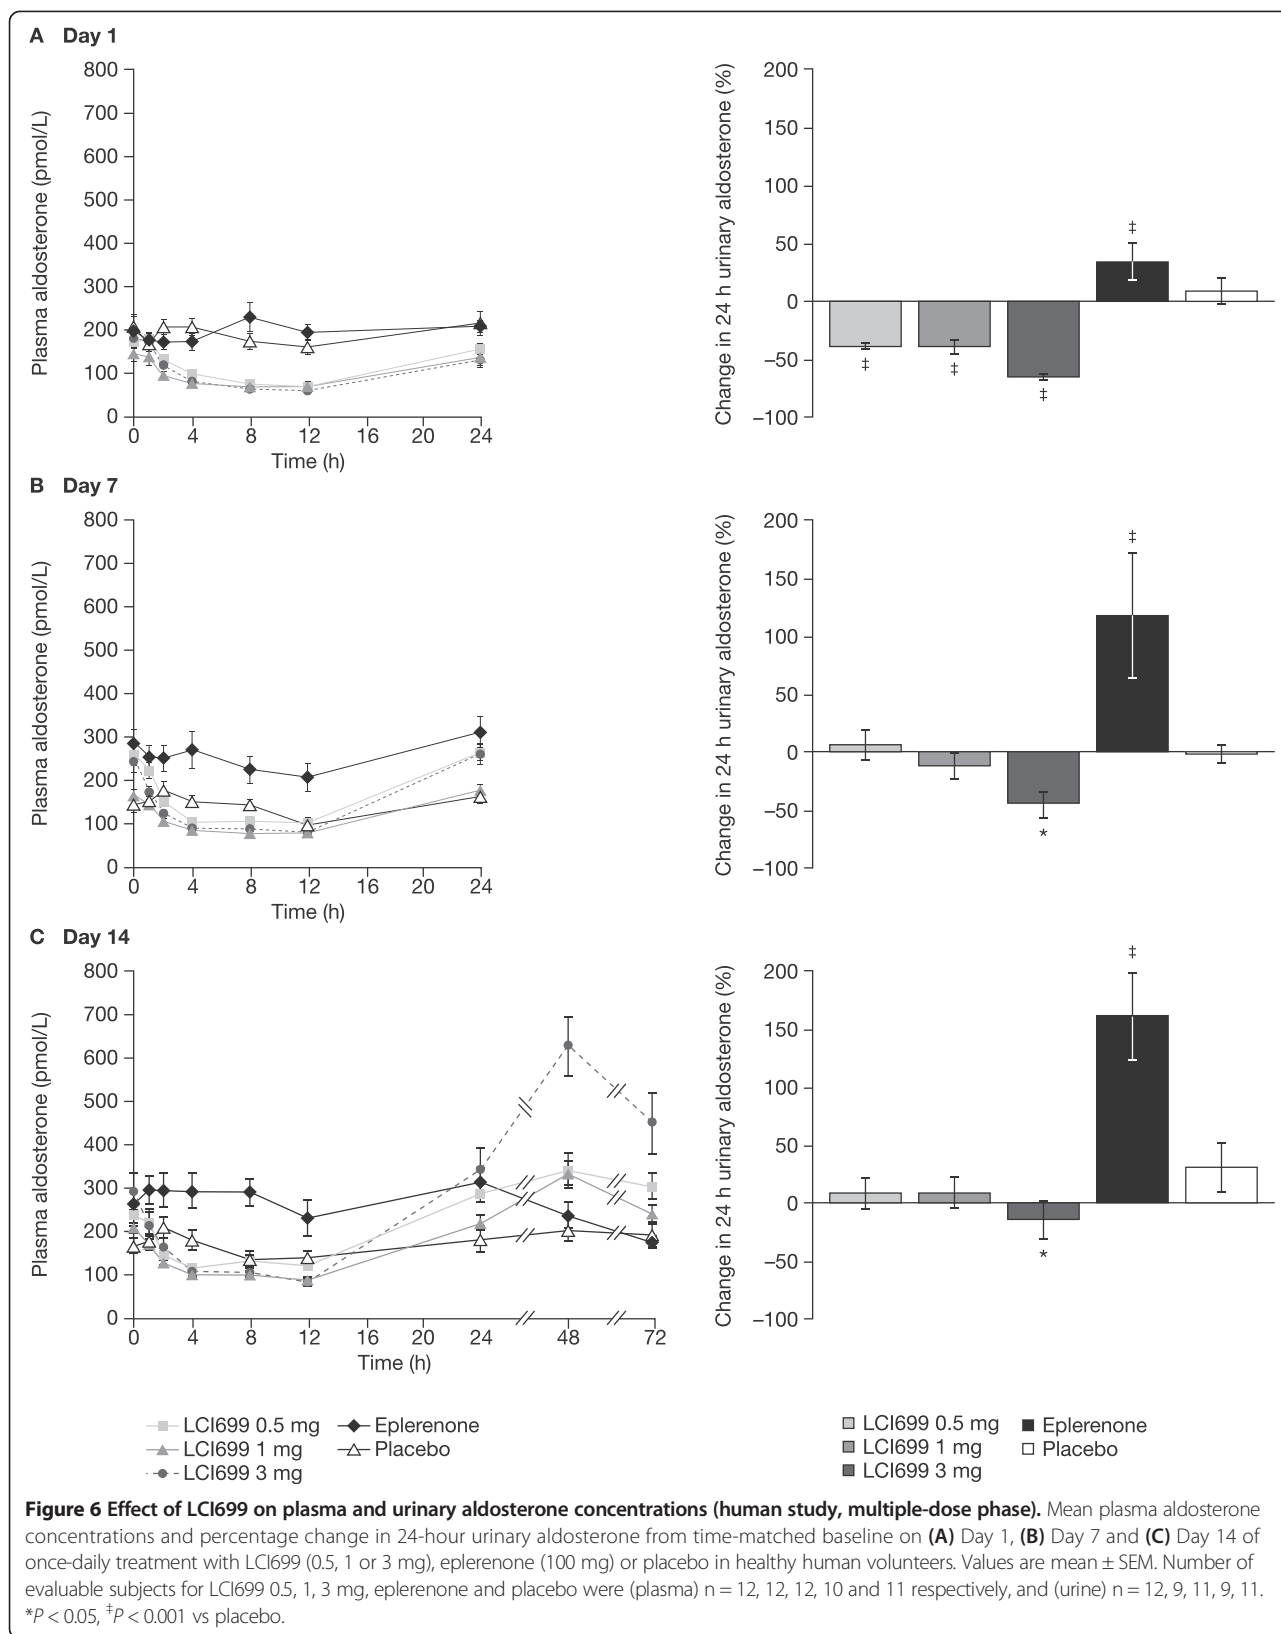 A Day 1
Plasma aldosterone (pmol/L)
800
700
600
500
400
300
200
100
0
0 4 8 12 16 20 24
Time (h)
Change in 24 h urinary aldosterone (%)
200
150
100
50
0
−50
−100
‡ ‡ ‡ ‡
B Day 7
Plasma aldosterone (pmol/L)
800
700
600
500
400
300
200
100
0
0 4 8 12 16 20 24
Time (h)
Change in 24 h urinary aldosterone (%)
200
150
100
50
0
−50
−100
* ‡
C Day 14
Plasma aldosterone (pmol/L)
800
700
600
500
400
300
200
100
0
0 4 8 12 16 20 24 48 72
Time (h)
Change in 24 h urinary aldosterone (%)
200
150
100
50
0
−50
−100
* ‡
LCI699 0.5 mg Eplerenone
LCI699 1 mg Placebo
LCI699 3 mg
LCI699 0.5 mg Eplerenone
LCI699 1 mg Placebo
LCI699 3 mg
Figure 6 Effect of LCI699 on plasma and urinary aldosterone concentrations (human study, multiple-dose phase). Mean plasma aldosterone
concentrations and percentage change in 24-hour urinary aldosterone from time-matched baseline on (A) Day 1, (B) Day 7 and (C) Day 14 of
once-daily treatment with LCI699 (0.5, 1 or 3 mg), eplerenone (100 mg) or placebo in healthy human volunteers. Values are mean ± SEM. Number of
evaluable subjects for LCI699 0.5, 1, 3 mg, eplerenone and placebo were (plasma) n = 12, 12, 12, 10 and 11 respectively, and (urine) n = 12, 9, 11, 9, 11.
*P < 0.05, ‡P < 0.001 vs placebo.